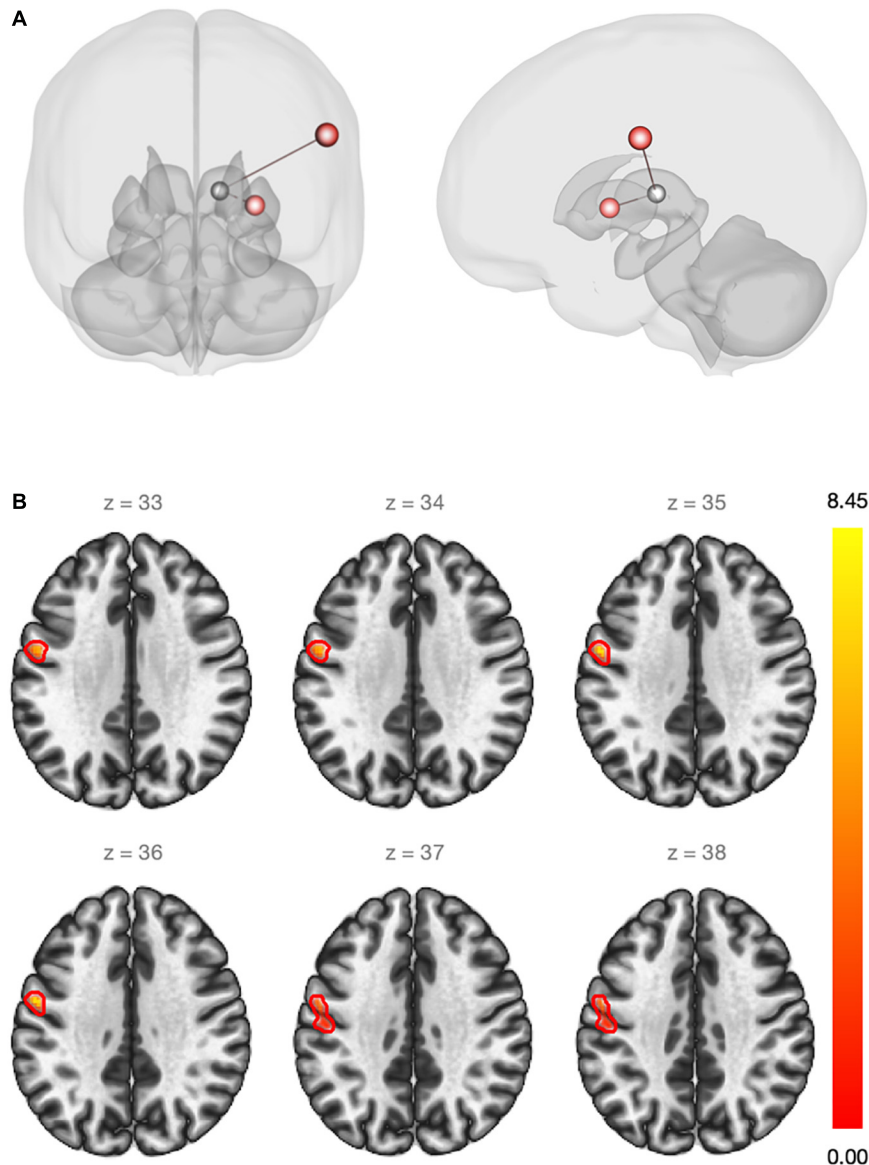 A
B
z = 33
z = 34
z = 35
8.45
z = 36
z = 37
z = 38
0.00